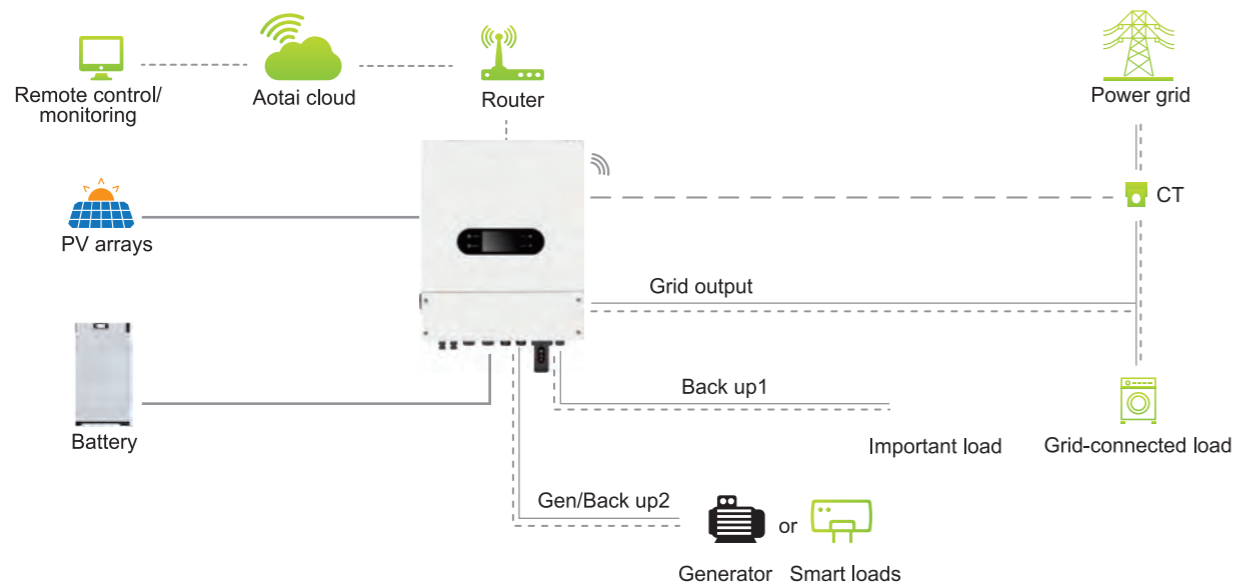 Remote control/
monitoring
Aotai cloud
Router
Power grid
CT
PV arrays
Grid output
Battery
Back up1
Important load
Grid-connected load
Gen/Back up2
or
Generator
Smart loads